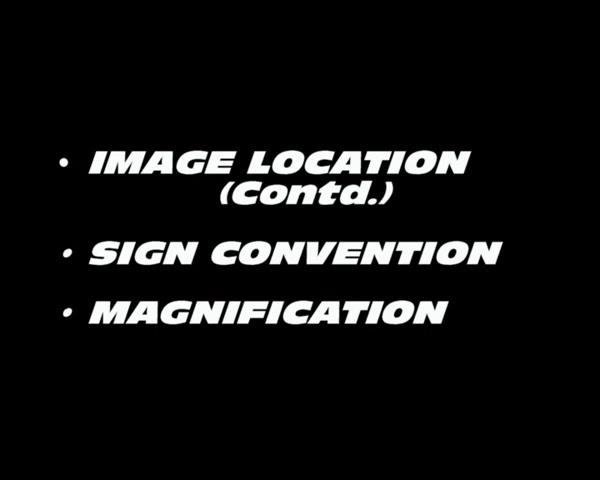 • IMAGE LOCATION
(Contd.)
• SIGN CONVENTION
• MAGNIFICATION